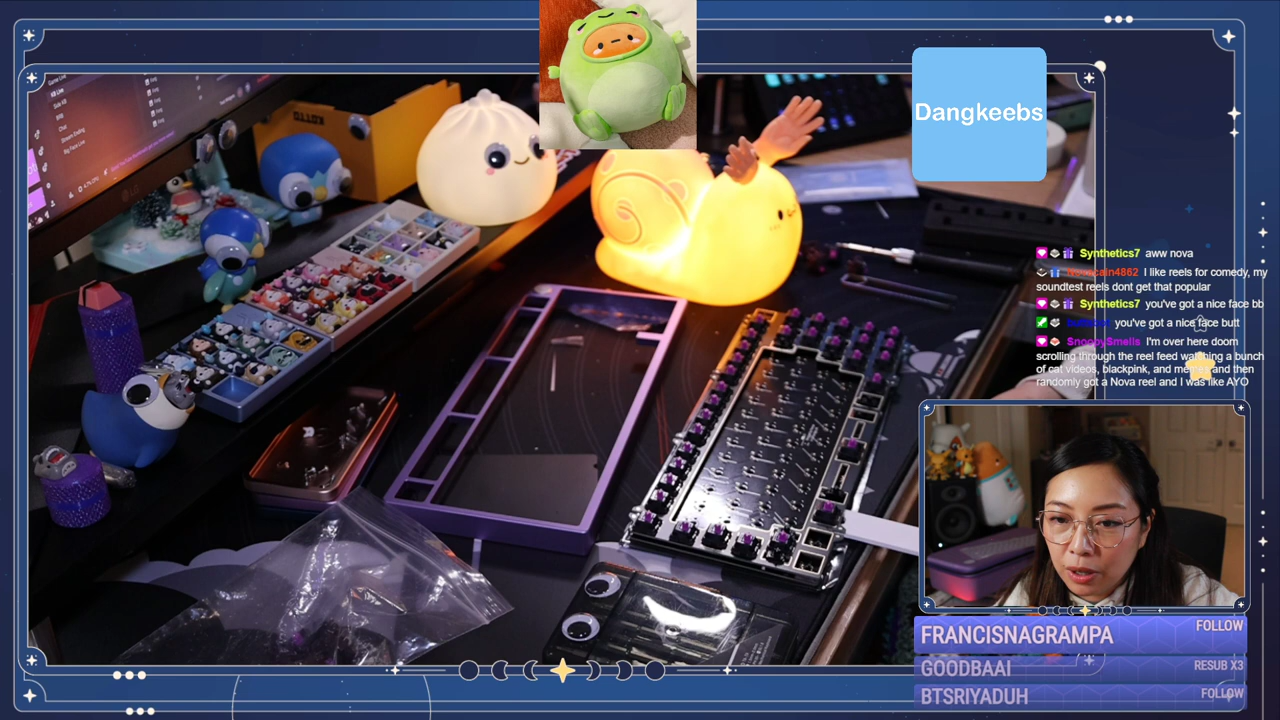 Dangkeebs
Synthetics7 aww nova
Novacain4862 I like reels for comedy, my
soundtest reels dont get that popular
Synthetics7 you've got a nice face bb
you've got a nice face butt
SnoopySmells I'm over here doom
scrolling through the reel feed watching a bunch
of cat videos, blackpink, and memes and then
randomly got a Nova reel and I was like AYO
FRANCISNAGRAMPA FOLLOW
GOODBAAI RESUB X3
BTSRIYADUH FOLLOW